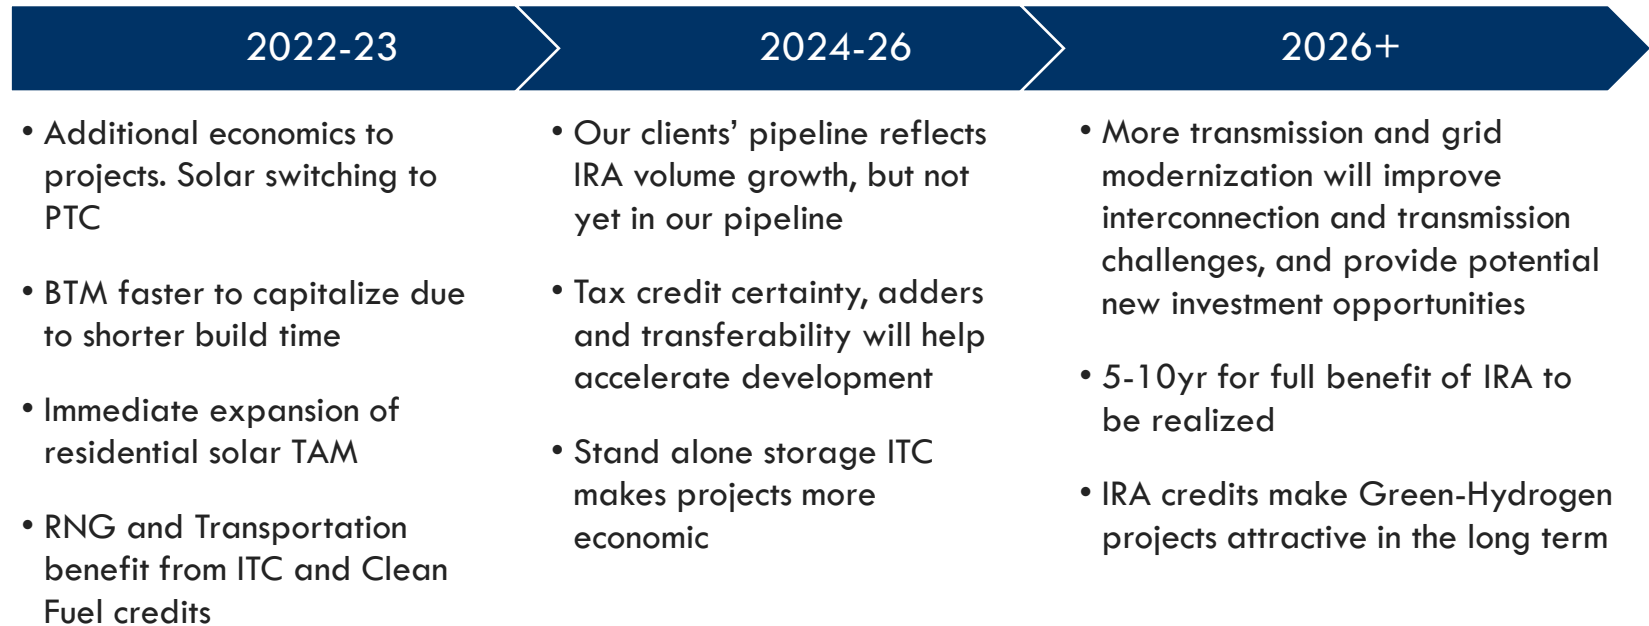 2022-23
2024-26
2026+
• Additional economics to
projects. Solar switching to
PTC
• BTM faster to capitalize due
to shorter build time
• Immediate expansion of
residential solar TAM
• RNG and Transportation
benefit from ITC and Clean
Fuel credits
• Our clients’ pipeline reflects
IRA volume growth, but not
yet in our pipeline
• Tax credit certainty, adders
and transferability will help
accelerate development
• Stand alone storage ITC
makes projects more
economic
• More transmission and grid
modernization will improve
interconnection and transmission
challenges, and provide potential
new investment opportunities
• 5-10yr for full benefit of IRA to
be realized
• IRA credits make Green-Hydrogen
projects attractive in the long term